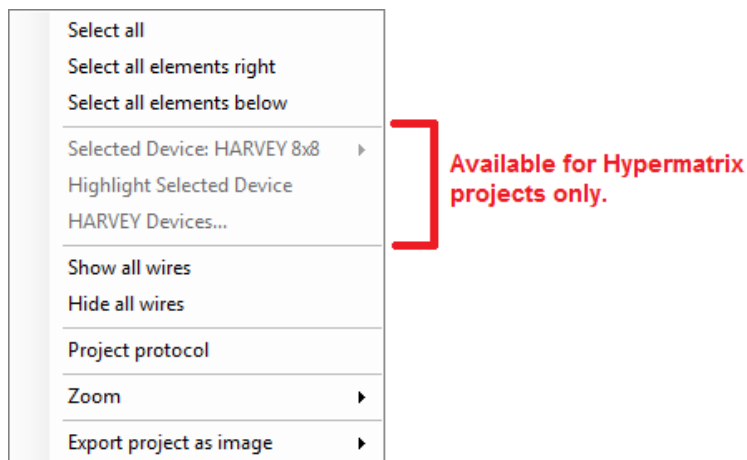 Select all
Select all elements right
Select all elements below
Selected Device: HARVEY 8x8
Highlight Selected Device
HARVEY Devices...
Available for Hypermatrix
projects only.
Show all wires
Hide all wires
Project protocol
Zoom
Export project as image